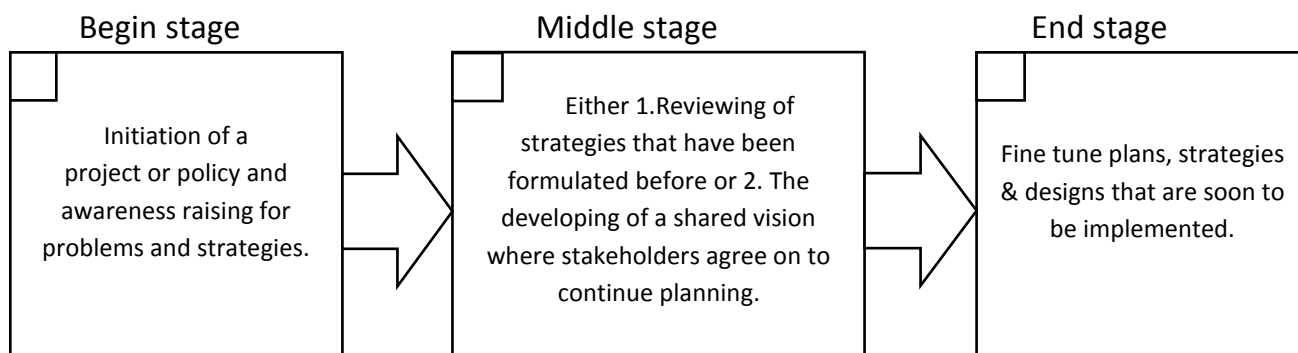 Begin stage
Middle stage
End stage
Initiation of a
project or policy and
awareness raising for
problems and strategies.
Either 1.Reviewing of
strategies that have been
formulated before or 2. The
developing of a shared vision
where stakeholders agree on to
continue planning.
Fine tune plans, strategies
& designs that are soon to
be implemented.